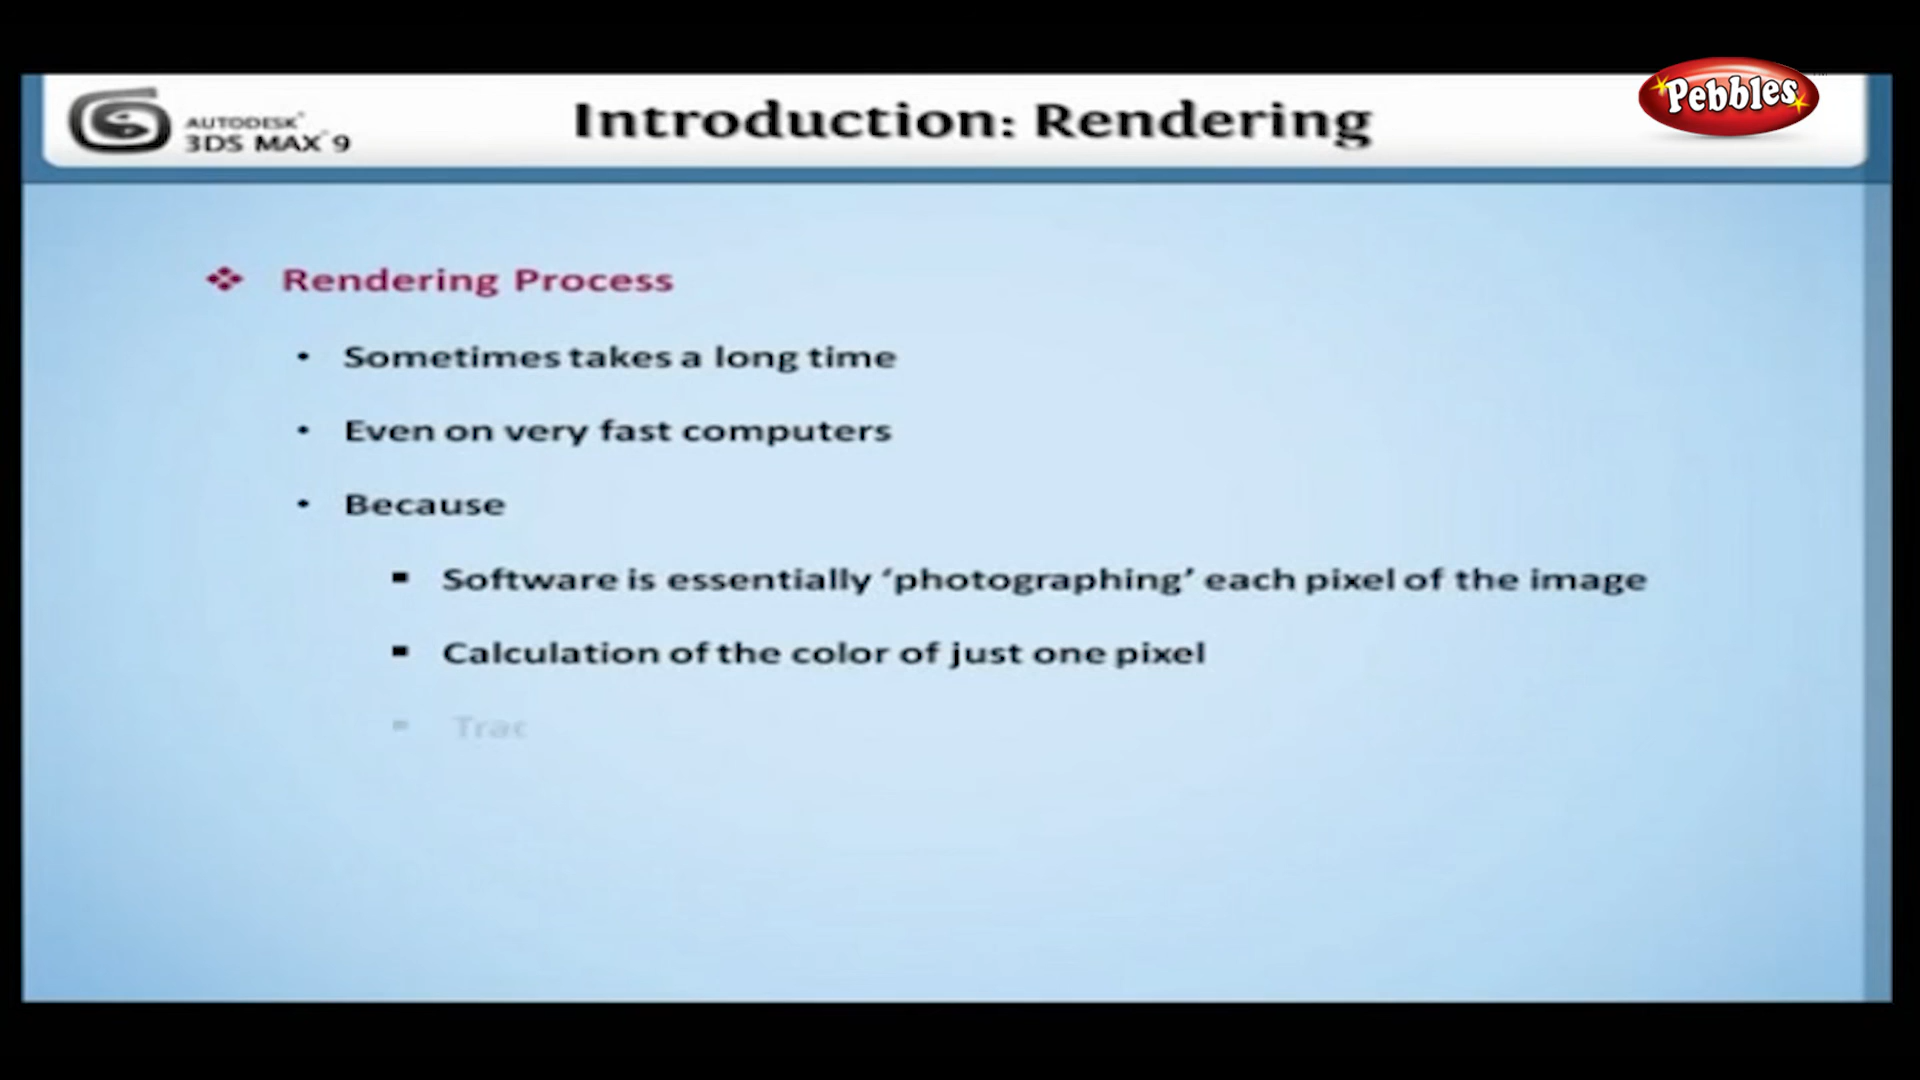 AUTODESK®
3DS MAX® 9
Introduction: Rendering
Pebbles
❖ Rendering Process
• Sometimes takes a long time
• Even on very fast computers
• Because
▪ Software is essentially ‘photographing’ each pixel of the image
▪ Calculation of the color of just one pixel
▪ Trac